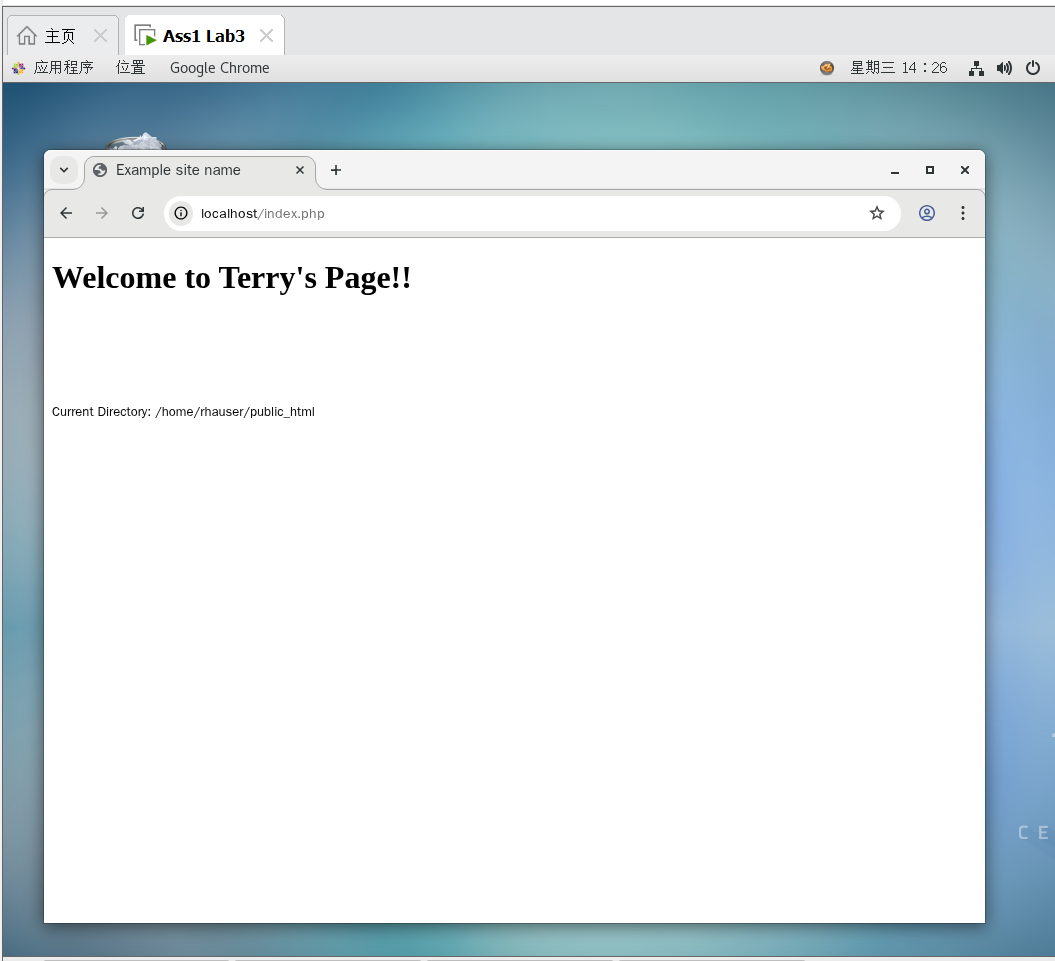 主页
Ass1 Lab3
应用程序 位置 Google Chrome 星期三 14：26
Example site name
localhost/index.php
Welcome to Terry's Page!!
Current Directory: /home/rhauser/public_html
C E